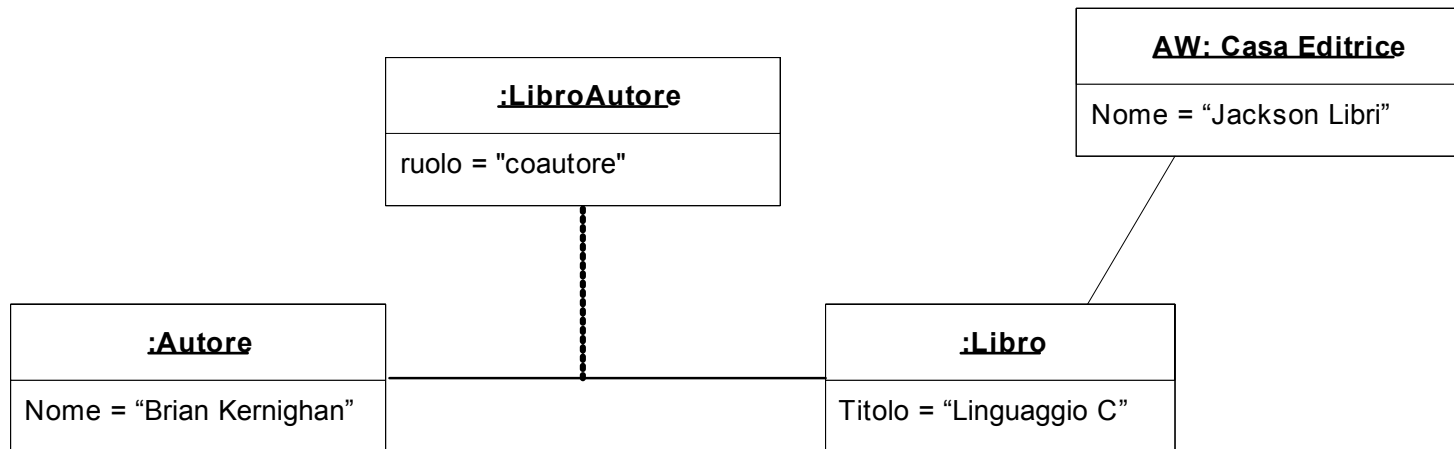 AW: Casa Editrice
Nome = “Jackson Libri”
:LibroAutore
ruolo = "coautore"
:Autore
Nome = “Brian Kernighan”
:Libro
Titolo = “Linguaggio C”